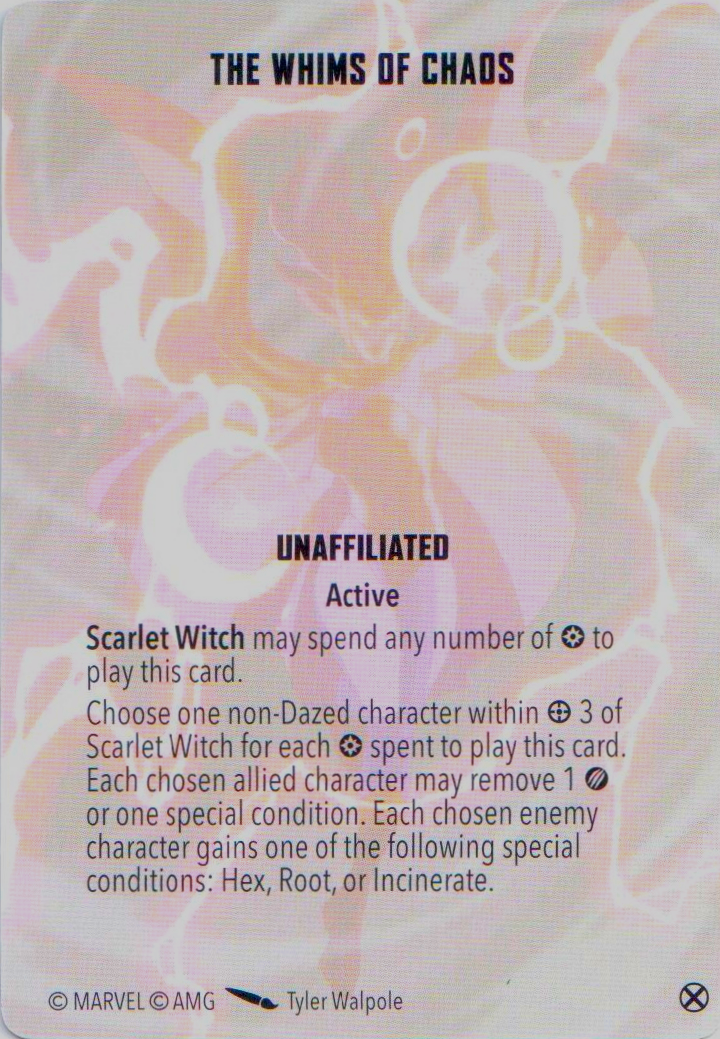 THE WHIMS OF CHAOS
UNAFFILIATED
Active
Scarlet Witch may spend any number of to
play this card.
Choose one non-Dazed character within 3 of
Scarlet Witch for each spent to play this card.
Each chosen allied character may remove 1
or one special condition. Each chosen enemy
character gains one of the following special
conditions: Hex, Root, or Incinerate.
© MARVEL © AMG Tyler Walpole